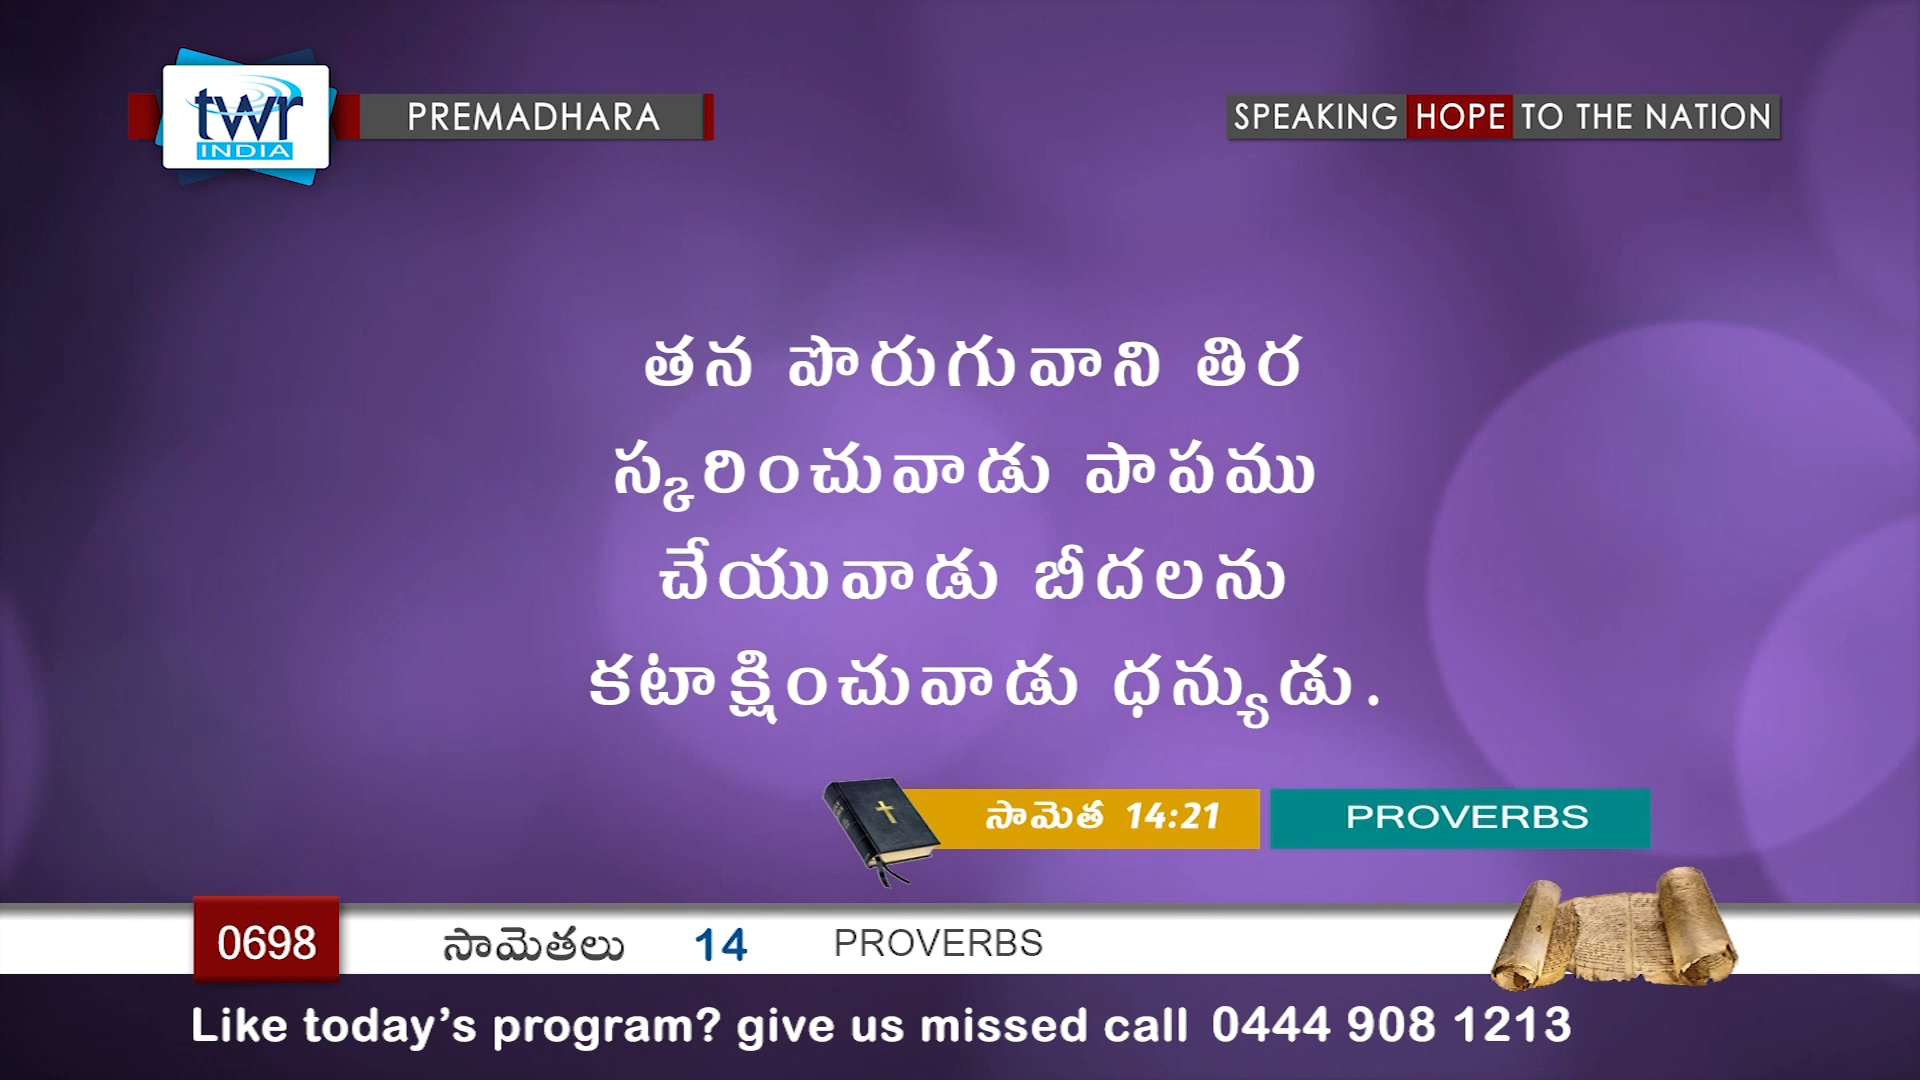 twr
INDIA
PREMADHARA
SPEAKING HOPE TO THE NATION
తన పొరుగువాని తిర
స్కరించువాడు పాపము
చేయువాడు బీదలను
కటాక్షించువాడు ధన్యుడు.
సామెత 14:21
PROVERBS
0698
సామెతలు 14 PROVERBS
Like today's program? give us missed call 0444 908 1213